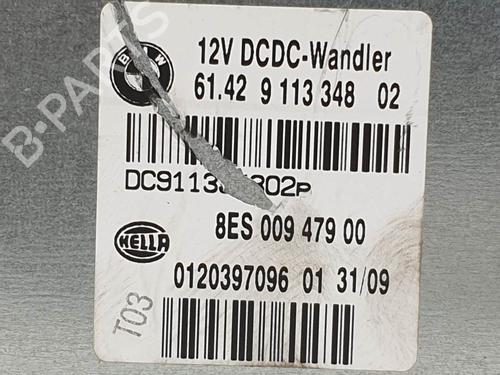 B-PARTS
BMW
12V DCDC-Wandler
61.42 9 113 348 02
8ES 009 479 00
HELLA
0120397096 01 31/09
T03